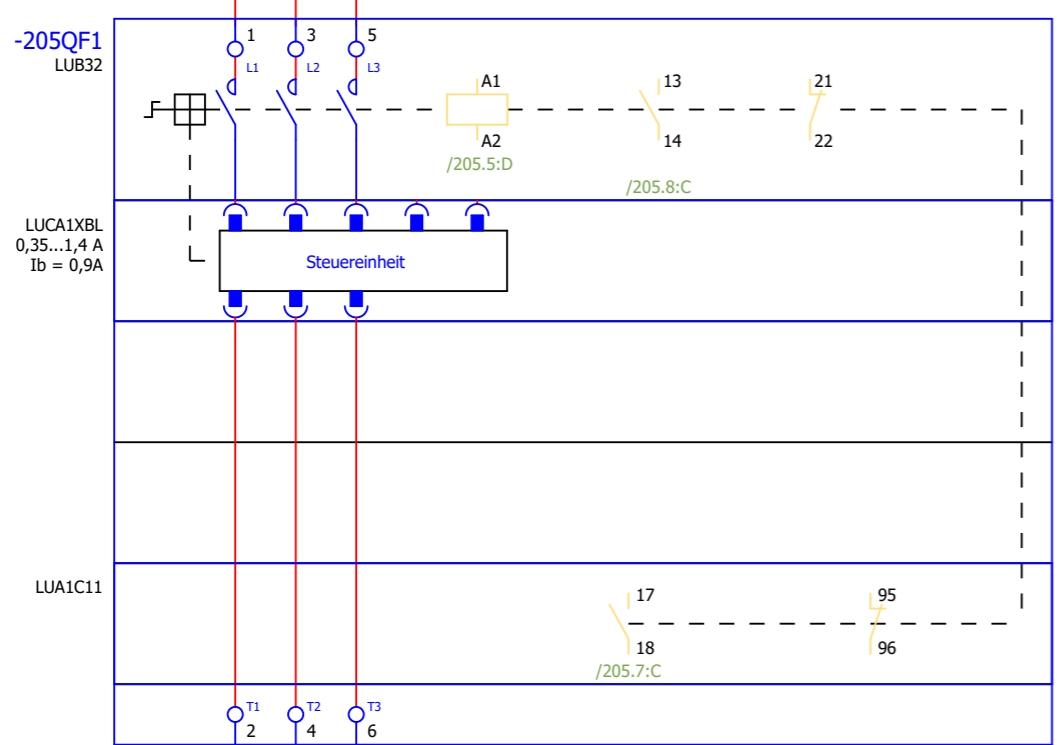 -205QF1
LUB32
1 3 5
L1 L2 L3
A1 13 21
A2 14 22
/205.5:D
/205.8:C
LUCA1XBL
0,35...1,4 A
Ib = 0,9A
Steuereinheit
LUA1C11
17 95
18 96
/205.7:C
T1 T2 T3
2 4 6